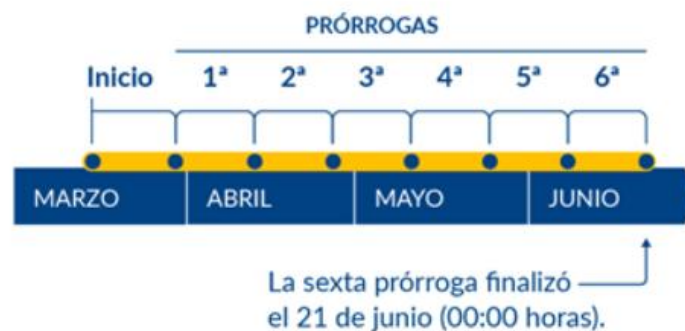 PRÓRROGAS
Inicio 1ª 2ª 3ª 4ª 5ª 6ª
MARZO ABRIL MAYO JUNIO
La sexta prórroga finalizó
el 21 de junio (00:00 horas).